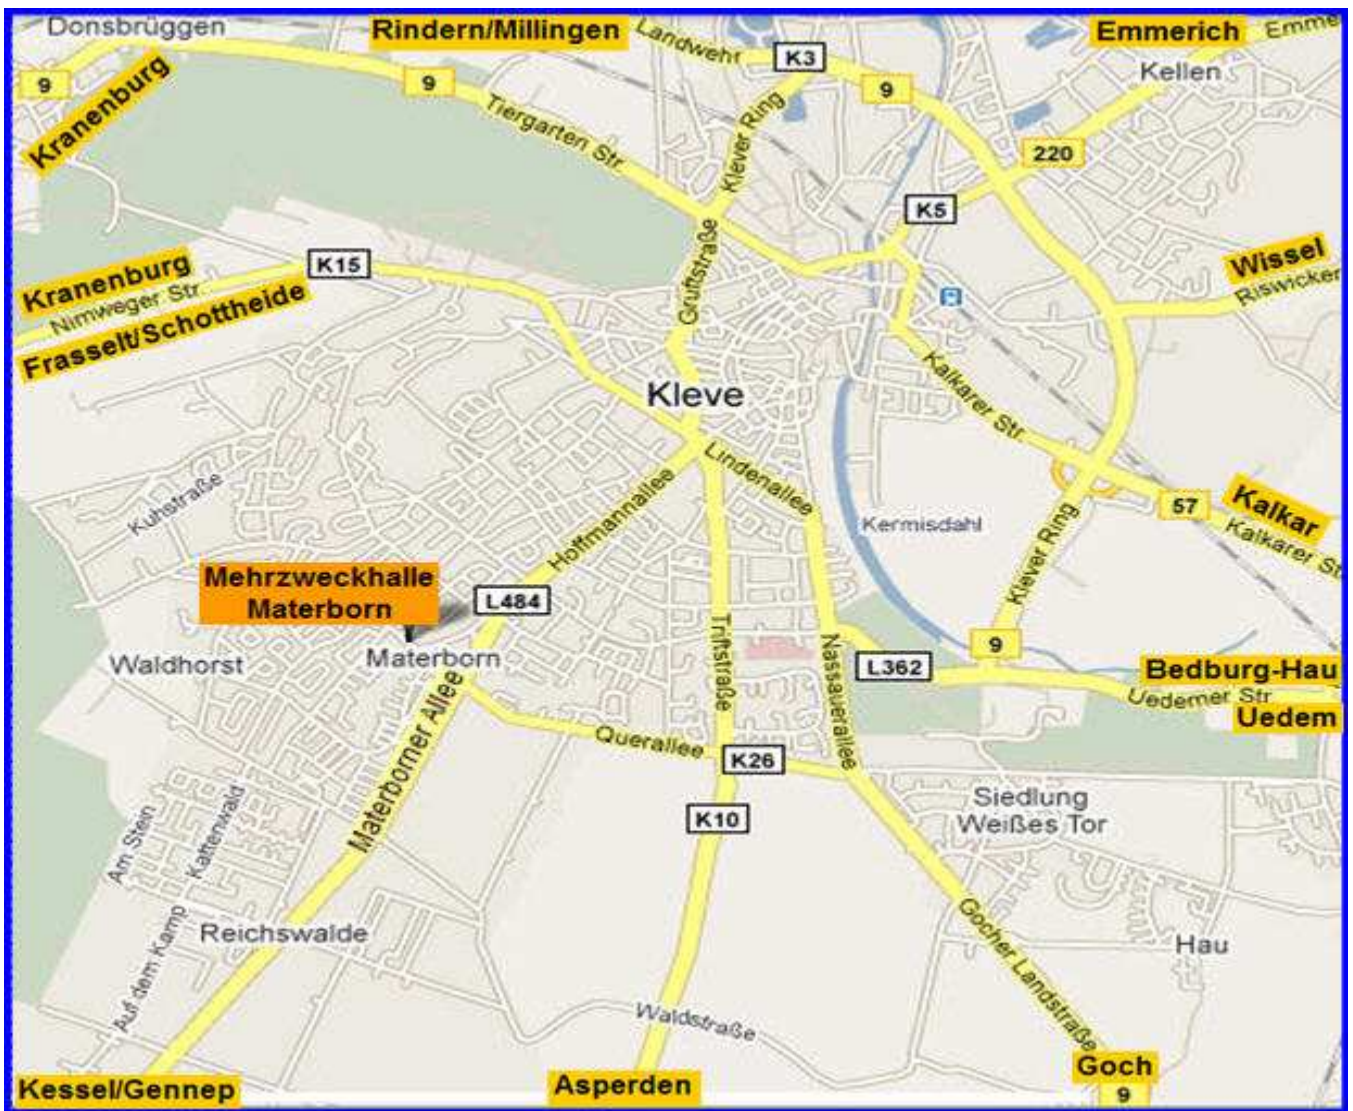 Donsbrüggen
Rindern/Millingen
Landwehr
K3
Emmerich
Emme
Kellen
9
Kranenburg
9
Tiergarten Str.
Klever Ring
9
220
K5
Kranenburg
Nimweger Str.
Frasselt/Schottheide
K15
Gruftstraße
Wissel
Riswicker
Kleve
Kalkarer Str.
Lindenallee
Hoffmannallee
Kuhstraße
Kermisdahl
57
Kalkar
Kalkarer St
Klever Ring
Mehrzweckhalle
Materborn
L484
Materborn
Waldhorst
Triftstraße
Nassauerallee
L362
9
Bedburg-Hau
Uedemer Str
Uedem
Materborner Allee
Querallee
K26
K10
Siedlung
Weißes Tor
Am Stein
Kattenwald
Auf dem Kamp
Reichswalde
Gocher Landstraße
Hau
Waldstraße
Kessel/Gennep
Asperden
Goch
9